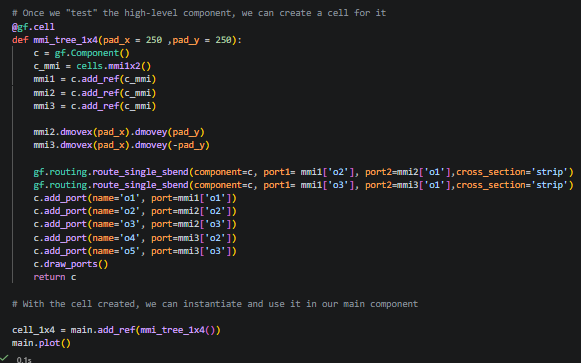 # Once we "test" the high-level component, we can create a cell for it
@gf.cell
def mmi_tree_1x4(pad_x = 250 ,pad_y = 250):
    c = gf.Component()
    c_mmi = cells.mmi1x2()
    mmi1 = c.add_ref(c_mmi)
    mmi2 = c.add_ref(c_mmi)
    mmi3 = c.add_ref(c_mmi)

    mmi2.dmovex(pad_x).dmovey(pad_y)
    mmi3.dmovex(pad_x).dmovey(-pad_y)

    gf.routing.route_single_sbend(component=c, port1= mmi1['o2'], port2=mmi2['o1'],cross_section='strip')
    gf.routing.route_single_sbend(component=c, port1= mmi1['o3'], port2=mmi3['o1'],cross_section='strip')
    c.add_port(name='o1', port=mmi1['o1'])
    c.add_port(name='o2', port=mmi2['o2'])
    c.add_port(name='o3', port=mmi2['o3'])
    c.add_port(name='o4', port=mmi3['o2'])
    c.add_port(name='o5', port=mmi3['o3'])
    c.draw_ports()
    return c

# With the cell created, we can instantiate and use it in our main component

cell_1x4 = main.add_ref(mmi_tree_1x4())
main.plot()
0.1s